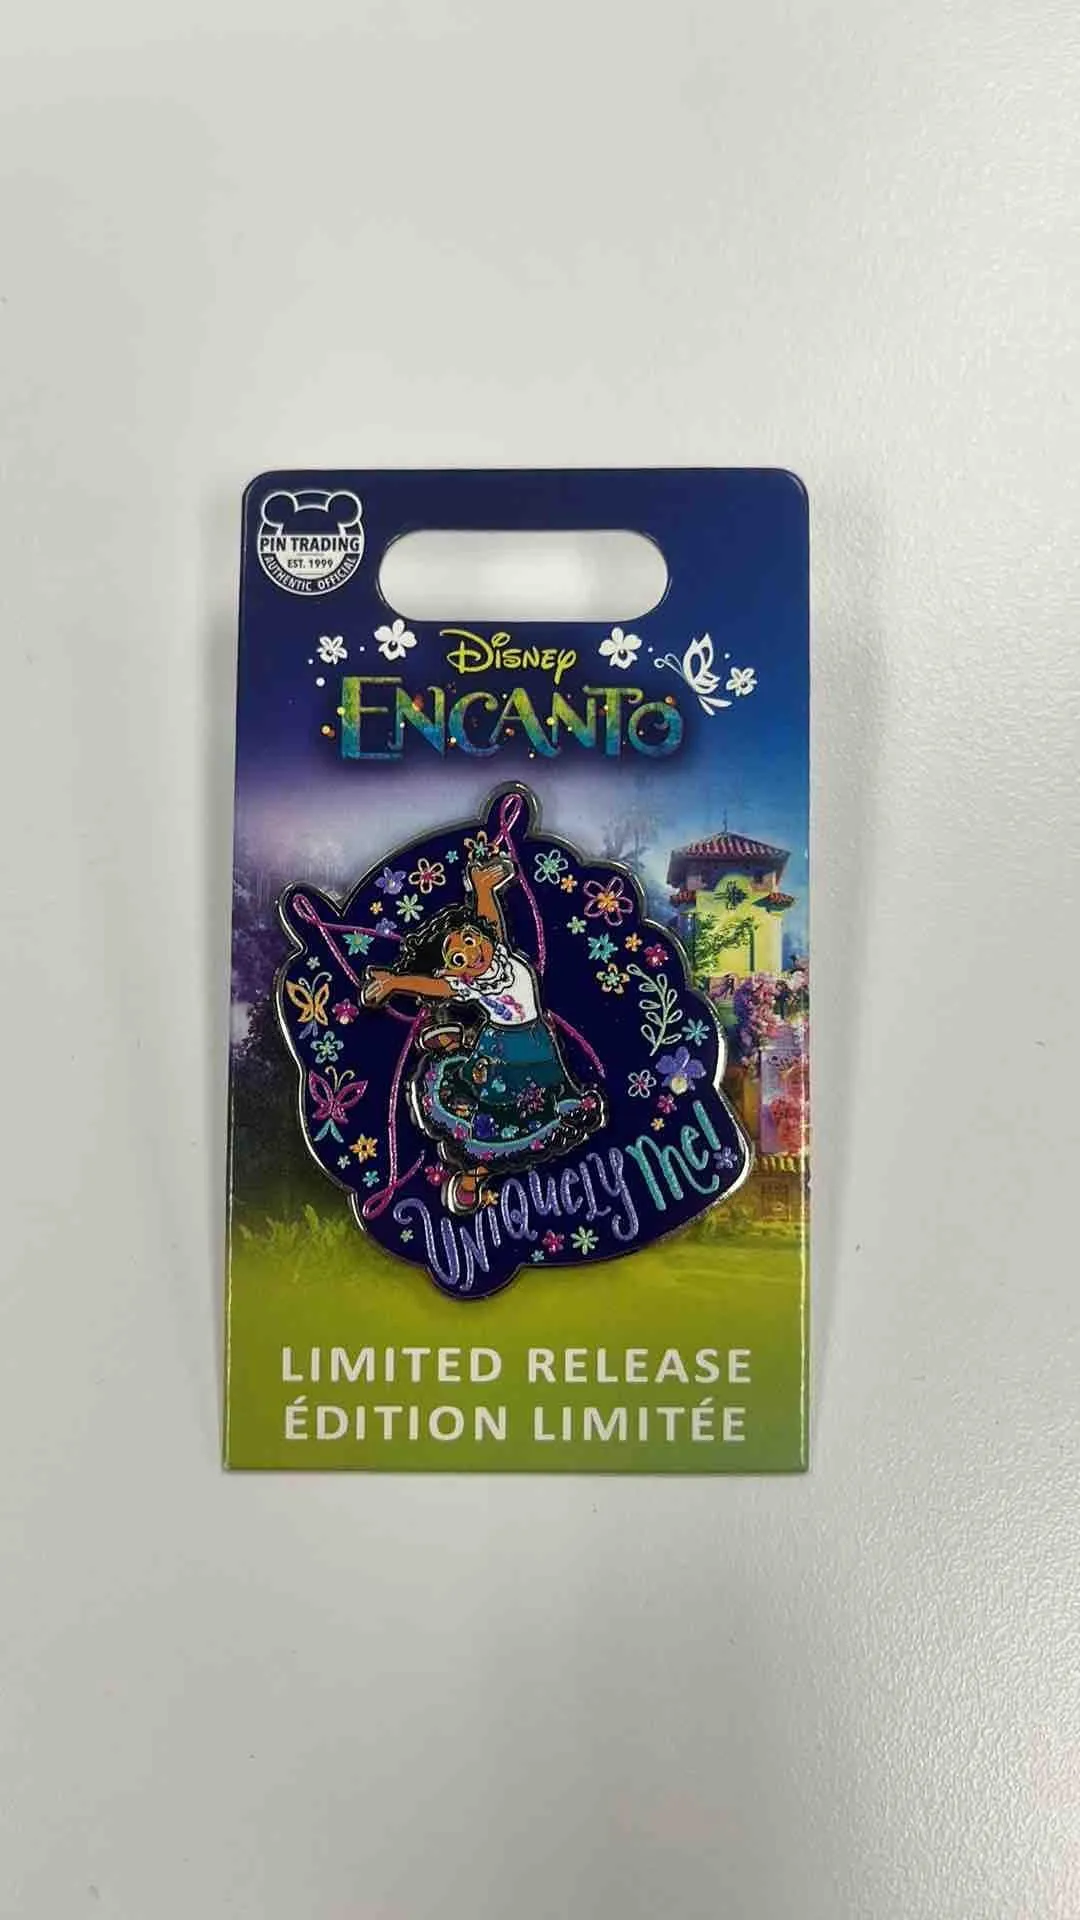 PIN TRADING
EST. 1999
AUTHENTIC OFFICIAL
Disney
ENCANTO
UNIQUELY Me!
LIMITED RELEASE
ÉDITION LIMITÉE